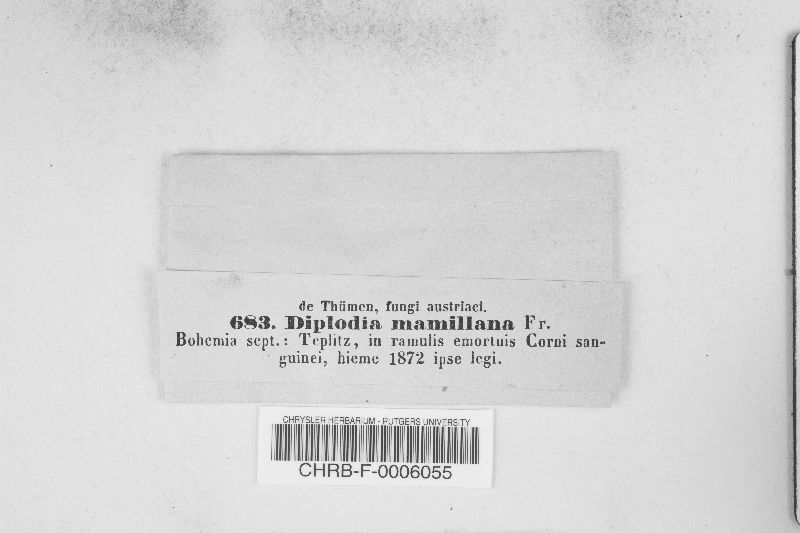 de Thümen, fungi austriaci.
683. Diplodia mamillana Fr.
Bohemia sept.: Teplitz, in ramulis emortuis Corni san-
guinei, hieme 1872 ipse legi.
CHRYSLER HERBARIUM - RUTGERS UNIVERSITY
CHRB-F-0006055